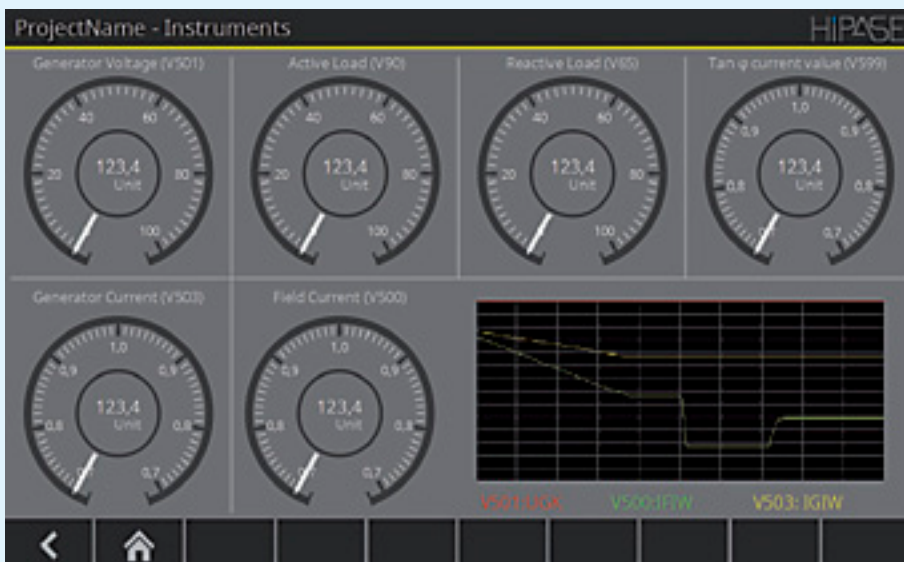 ProjectName - Instruments
HIPASE
Generator Voltage (V501)
Active Load (V90)
Reactive Load (V65)
Tan φ current value (V599)
40 60
20 80
100
123,4
Unit
40 60
20 80
100
123,4
Unit
40 60
20 80
100
123,4
Unit
1,0
0,9 0,9
0,8 0,8
0,7
123,4
Unit
Generator Current (V503)
Field Current (V500)
1,0
0,9 0,9
0,8 0,8
0,7
123,4
Unit
1,0
0,9 0,9
0,8 0,8
0,7
123,4
Unit
V501:UGX V500:IFIW V503: IGIW